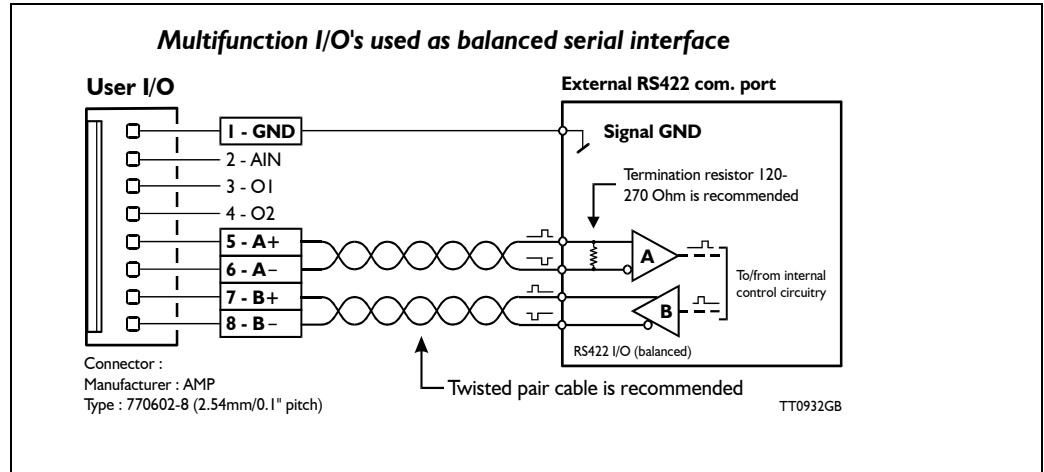 Multifunction I/O's used as balanced serial interface
User I/O
External RS422 com. port
1 - GND
2 - AIN
3 - O1
4 - O2
5 - A+
6 - A–
7 - B+
8 - B–
Signal GND
Termination resistor 120-
270 Ohm is recommended
A
B
To/from internal
control circuitry
RS422 I/O (balanced)
Connector :
Manufacturer : AMP
Type : 770602-8 (2.54mm/0.1" pitch)
Twisted pair cable is recommended
TT0932GB